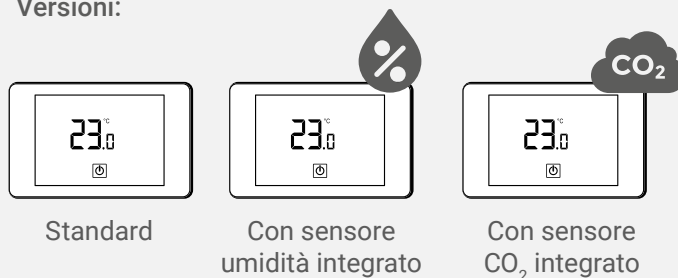 Versioni:
%
CO₂
23.0 °C
23.0 °C
23.0 °C
Standard
Con sensore
umidità integrato
Con sensore
CO₂ integrato